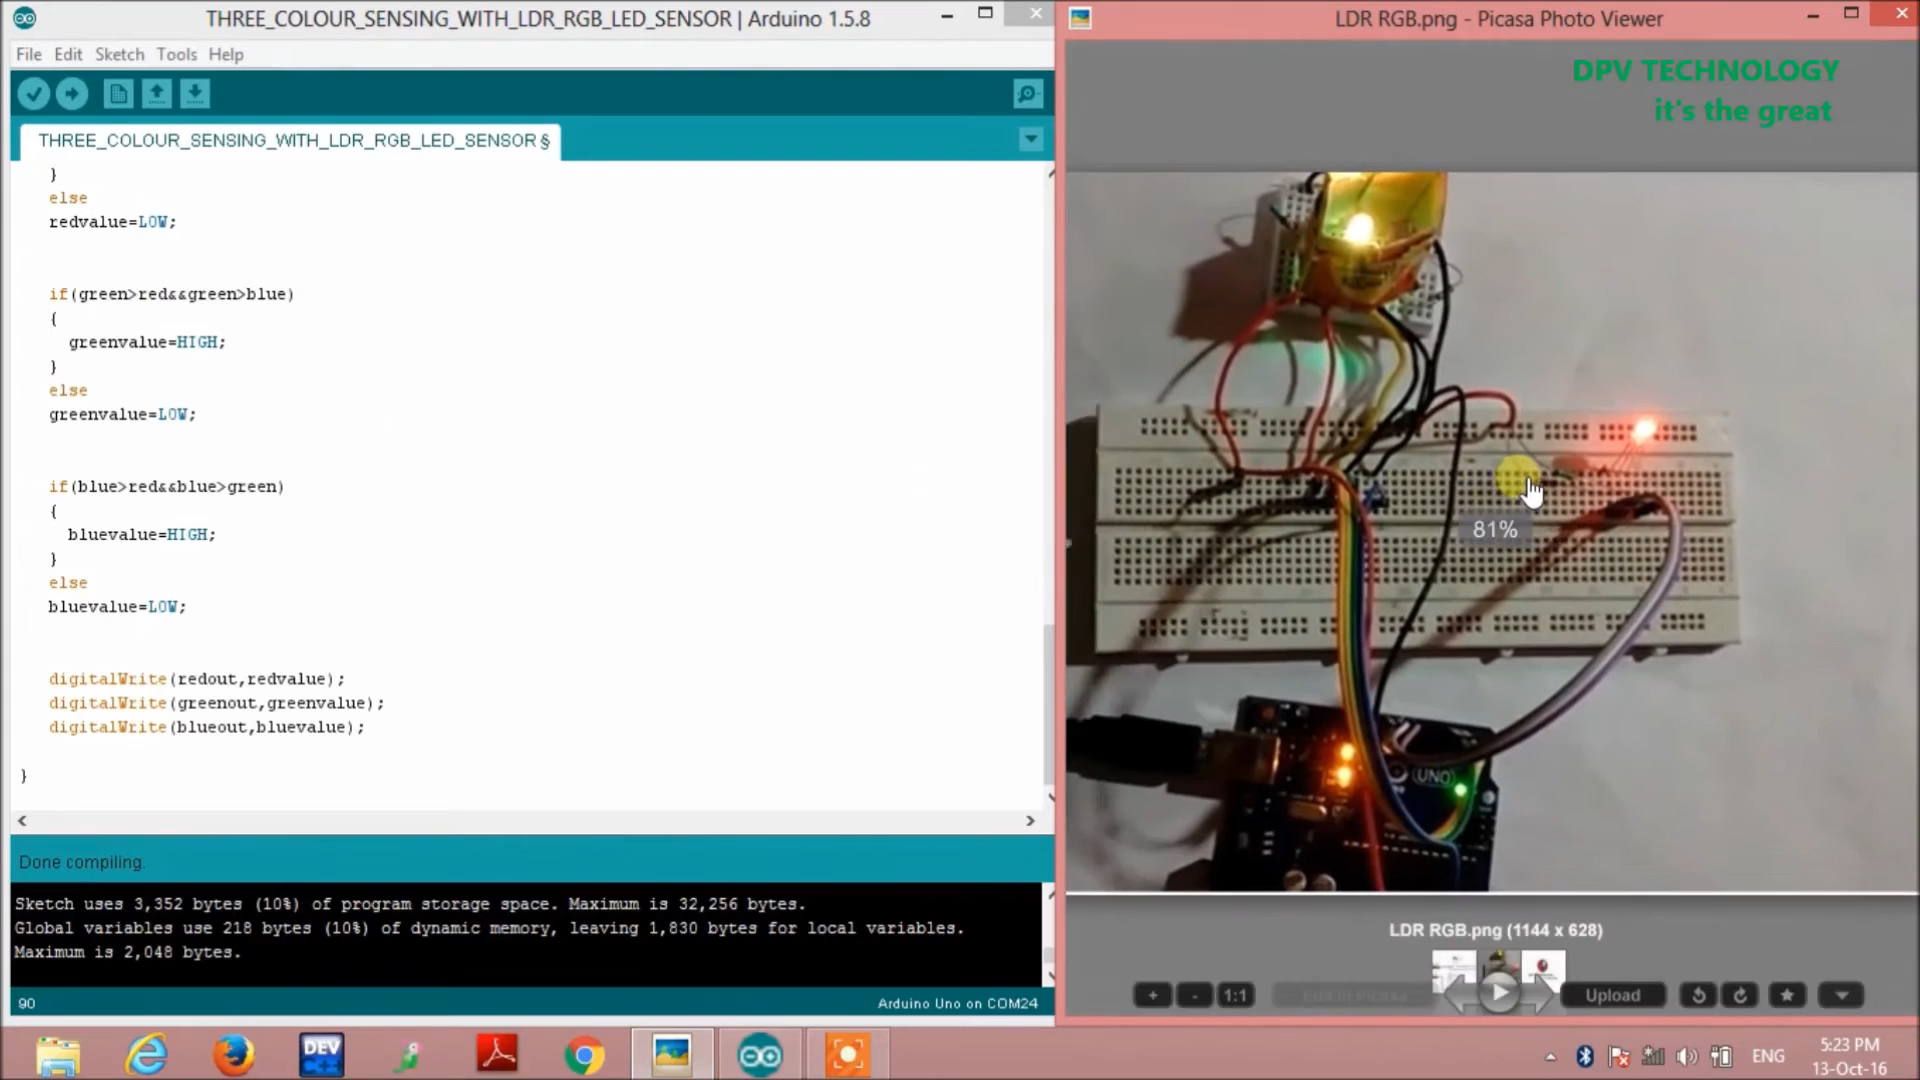 THREE_COLOUR_SENSING_WITH_LDR_RGB_LED_SENSOR | Arduino 1.5.8
File Edit Sketch Tools Help
THREE_COLOUR_SENSING_WITH_LDR_RGB_LED_SENSOR §
}
else
redvalue=LOW;
if(green>red&&green>blue)
{
greenvalue=HIGH;
}
else
greenvalue=LOW;
if(blue>red&&blue>green)
{
bluevalue=HIGH;
}
else
bluevalue=LOW;
digitalWrite(redout,redvalue);
digitalWrite(greenout,greenvalue);
digitalWrite(blueout,bluevalue);
}
Done compiling.
Sketch uses 3,352 bytes (10%) of program storage space. Maximum is 32,256 bytes.
Global variables use 218 bytes (10%) of dynamic memory, leaving 1,830 bytes for local variables.
Maximum is 2,048 bytes.
90
Arduino Uno on COM24
LDR RGB.png - Picasa Photo Viewer
DPV TECHNOLOGY
it's the great
81%
UNO
LDR RGB.png (1144 x 628)
+ - 1:1 Edit in Picasa Upload
DEV C++
ENG
5:23 PM
13-Oct-16